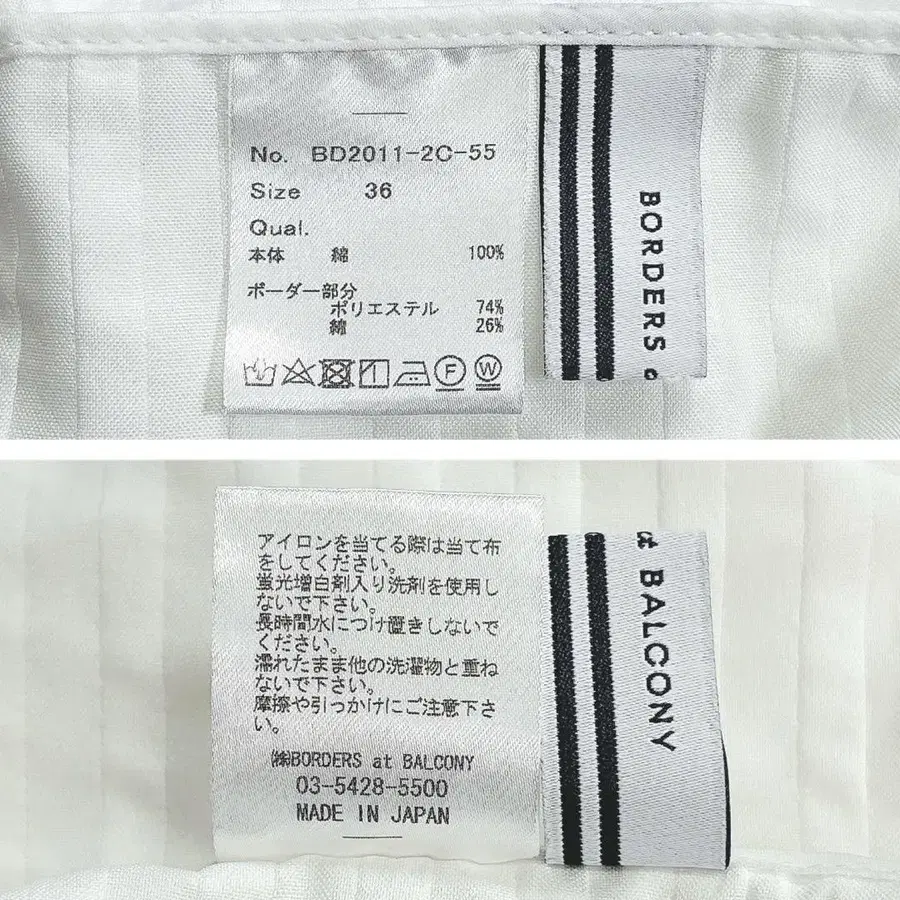 No. BD2011-2C-55
Size 36
Qual.
本体 綿 100%
ボーダー部分
ポリエステル 74%
綿 26%
BORDERS a
アイロンを当てる際は当て布
をしてください。
蛍光増白剤入り洗剤を使用し
ないで下さい。
長時間水につけ置きしないで
ください。
濡れたまま他の洗濯物と重ね
ないで下さい。
摩擦や引っかけにご注意下さ
い。
㈱BORDERS at BALCONY
03-5428-5500
MADE IN JAPAN
at BALCONY